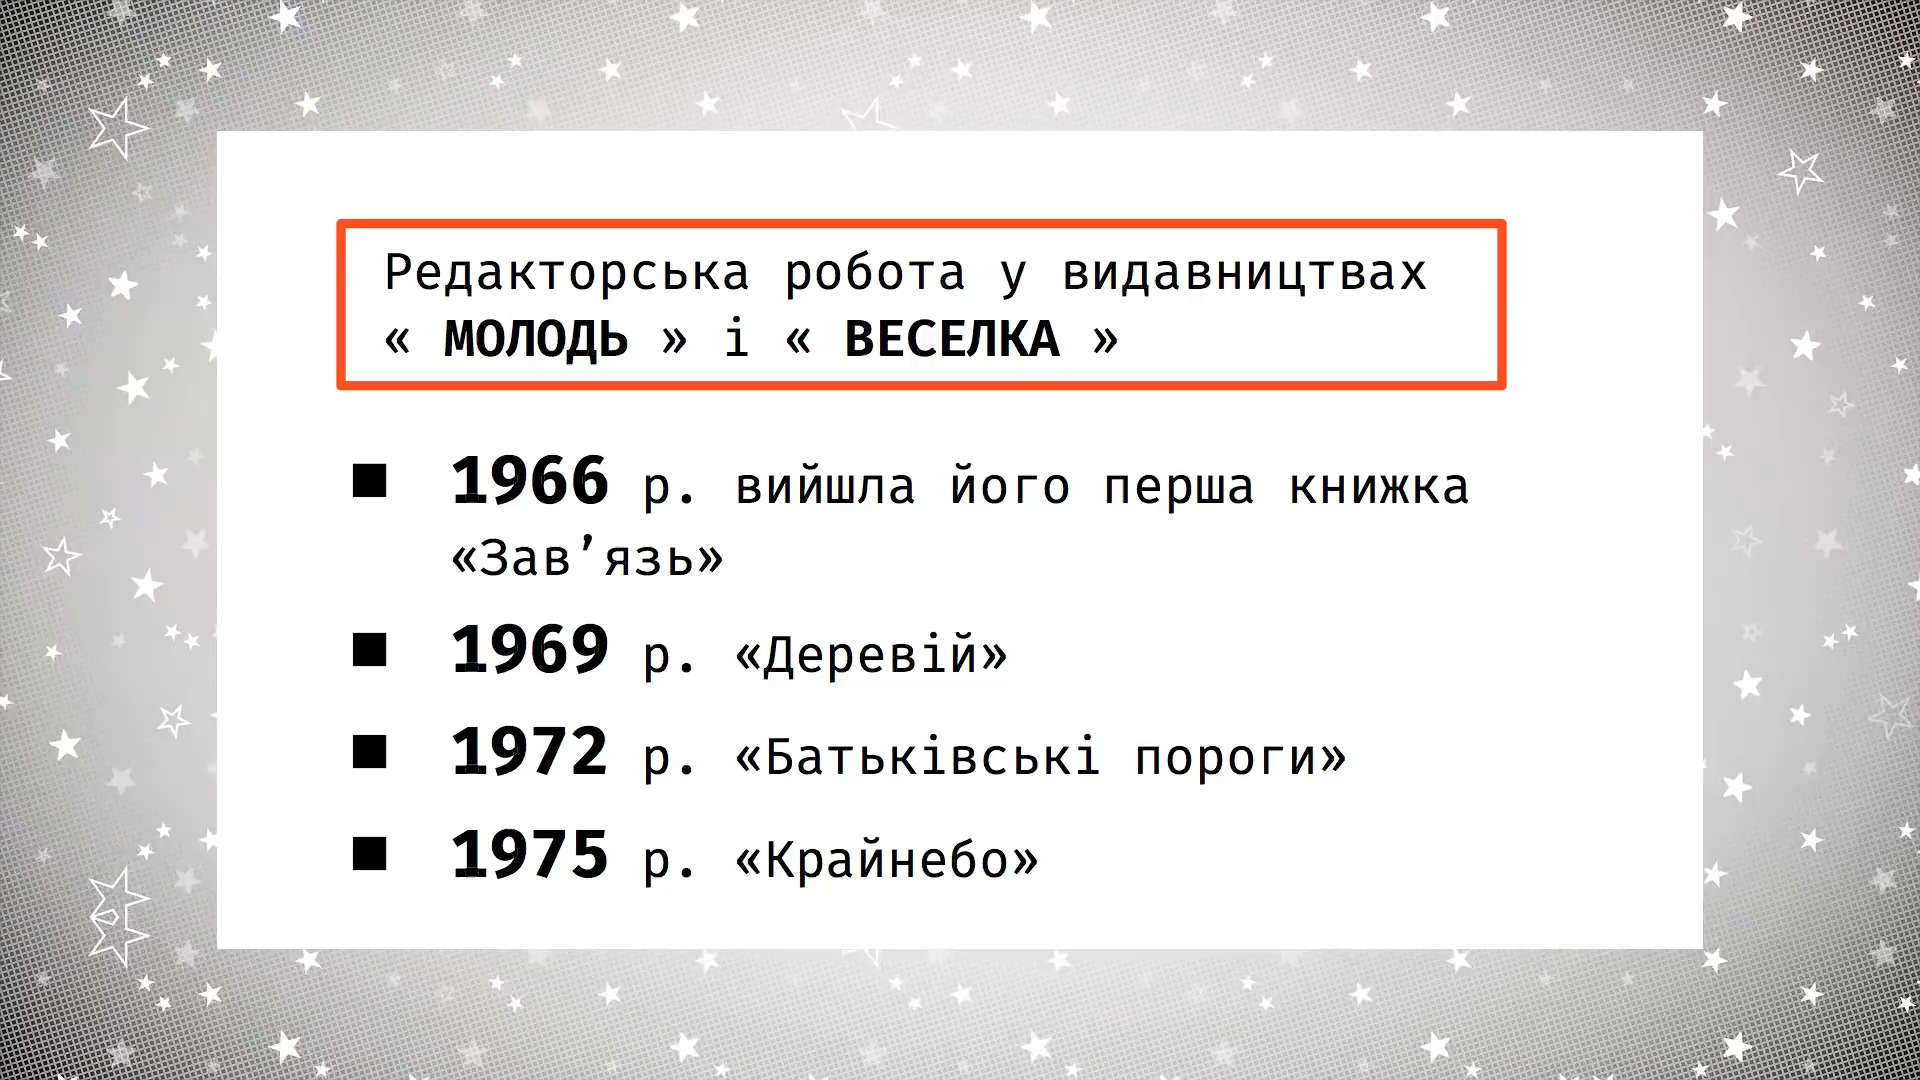 Редакторська робота у видавництвах
« МОЛОДЬ » і « ВЕСЕЛКА »
■ 1966 р. вийшла його перша книжка
«Зав’язь»
■ 1969 р. «Деревій»
■ 1972 р. «Батьківські пороги»
■ 1975 р. «Крайнебо»